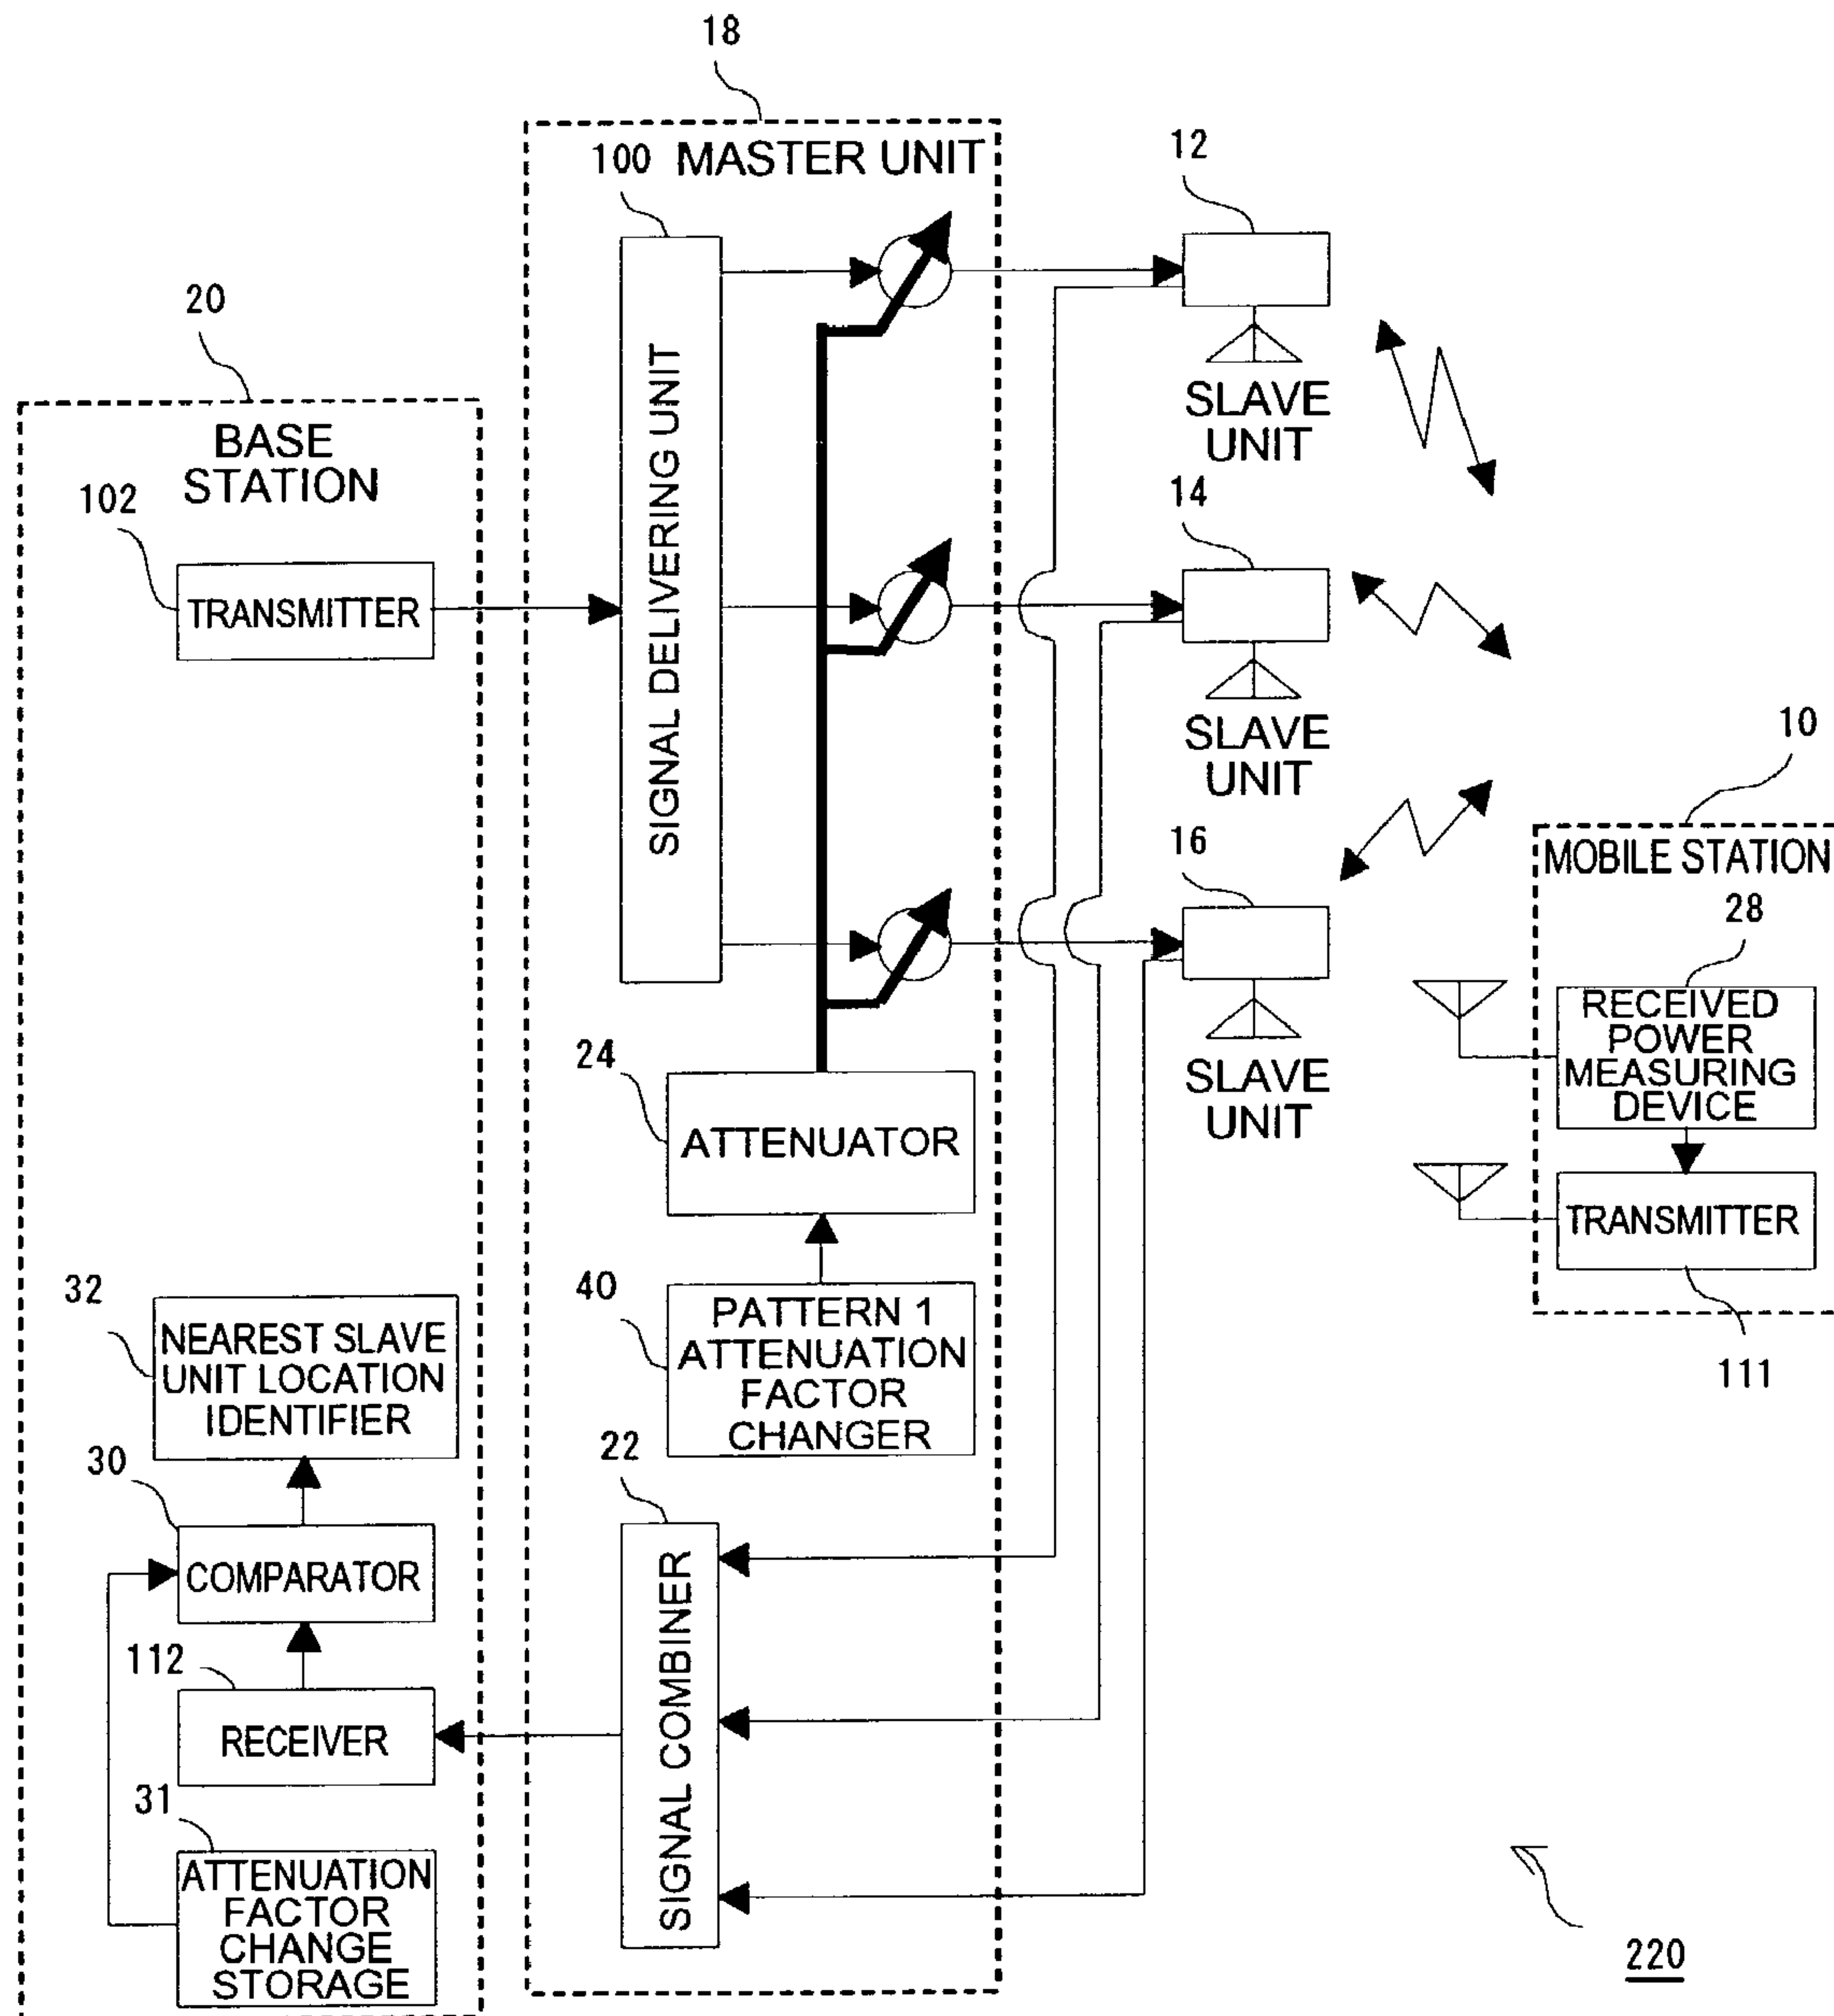 18
100
MASTER UNIT
12
SLAVE
UNIT
20
BASE
STATION
102
TRANSMITTER
SIGNAL DELIVERING UNIT
14
SLAVE
UNIT
10
MOBILE STATION
28
RECEIVED
POWER
MEASURING
DEVICE
TRANSMITTER
111
16
SLAVE
UNIT
24
ATTENUATOR
40
PATTERN 1
ATTENUATION
FACTOR
CHANGER
32
NEAREST SLAVE
UNIT LOCATION
IDENTIFIER
30
COMPARATOR
22
SIGNAL COMBINER
112
RECEIVER
31
ATTENUATION
FACTOR
CHANGE
STORAGE
220